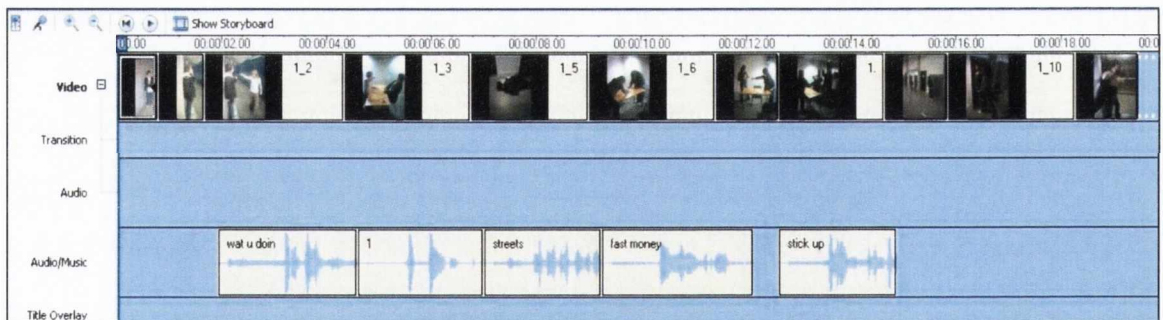 Show Storyboard
00:00'02.00 00:00'04.00 00:00'06.00 00:00'08.00 00:00'10.00 00:00'12.00 00:00'14.00 00:00'16.00 00:00'18.00
Video 1_2 1_3 1_5 1_6 1. 1_10
Transition
Audio
Audio/Music wat u doin 1 streets fast money stick up
Title Overlay